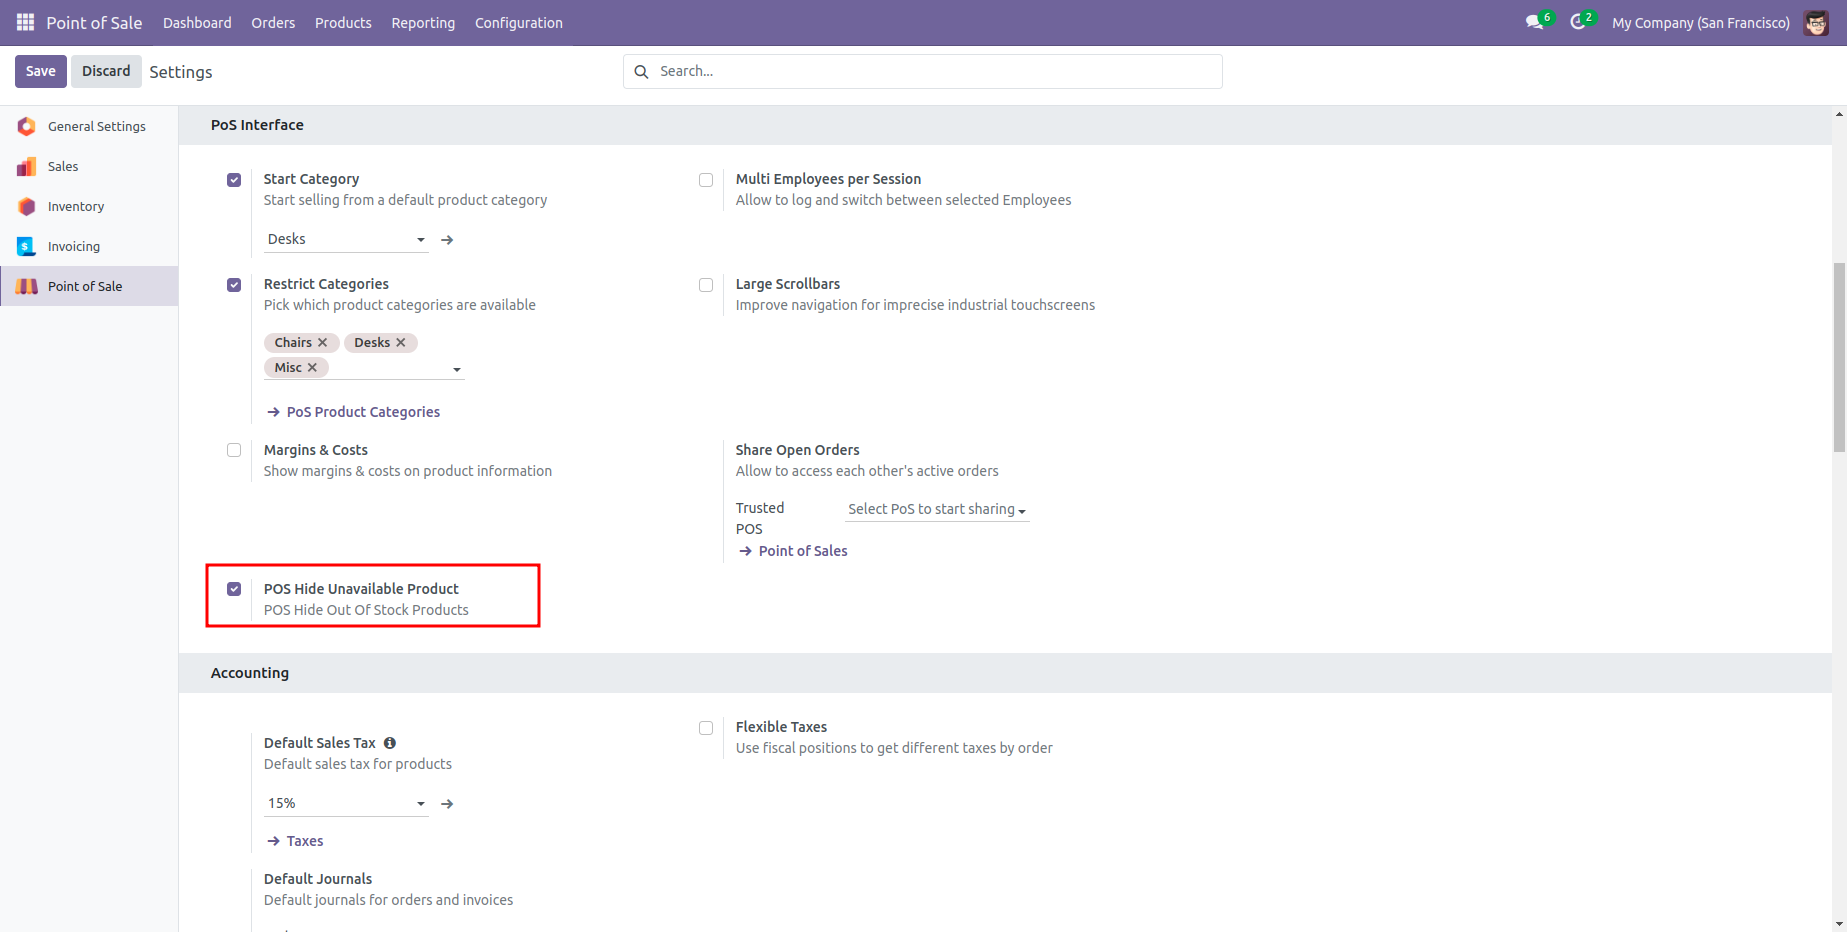 Point of Sale Dashboard Orders Products Reporting Configuration 6 2 My Company (San Francisco)
Save Discard Settings Search...
General Settings
Sales
Inventory
Invoicing
Point of Sale
PoS Interface
Start Category
Start selling from a default product category
Desks
Multi Employees per Session
Allow to log and switch between selected Employees
Restrict Categories
Pick which product categories are available
Chairs Desks
Misc
PoS Product Categories
Large Scrollbars
Improve navigation for imprecise industrial touchscreens
Margins & Costs
Show margins & costs on product information
Share Open Orders
Allow to access each other's active orders
Trusted
POS
Select PoS to start sharing
Point of Sales
POS Hide Unavailable Product
POS Hide Out Of Stock Products
Accounting
Default Sales Tax
Default sales tax for products
15%
Taxes
Flexible Taxes
Use fiscal positions to get different taxes by order
Default Journals
Default journals for orders and invoices